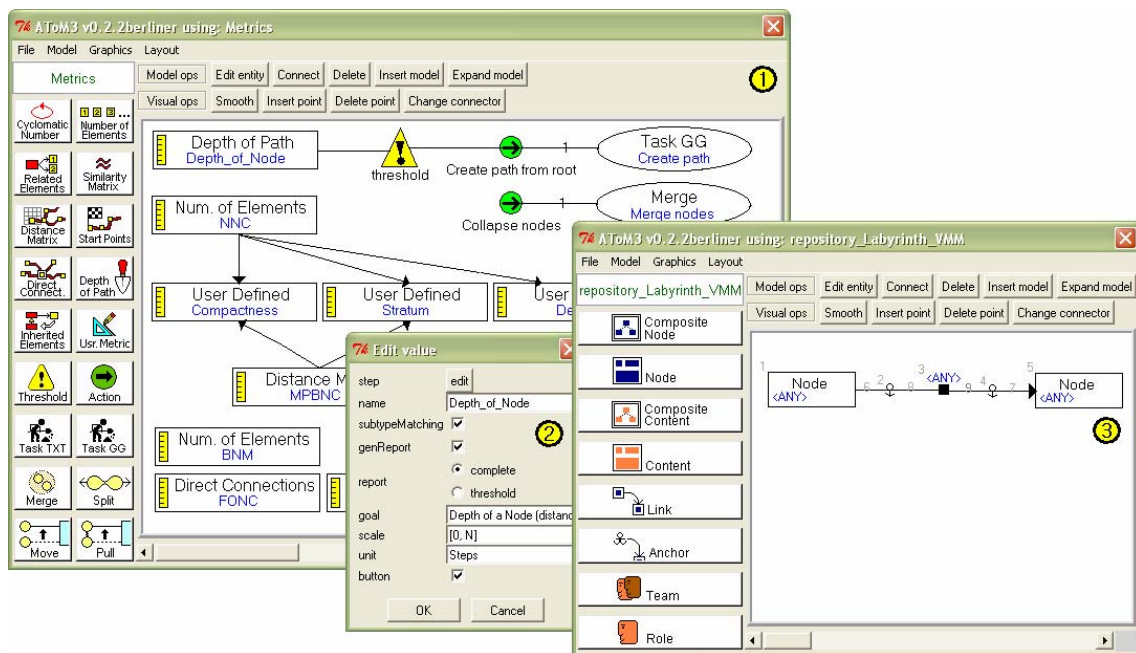 AToM3 v0.2.2berliner using: Metrics
File Model Graphics Layout
Metrics
Model ops Edit entity Connect Delete Insert model Expand model
Visual ops Smooth Insert point Delete point Change connector
1
Cyclomatic
Number
1 2 3 ...
Number of
Elements
Related
Elements
Similarity
Matrix
Distance
Matrix
Start Points
Direct
Connect.
Depth
of Path
Inherited
Elements
Usr. Metric
Threshold
Action
Task TXT
Task GG
Merge
Split
Move
Pull
Depth of Path
Depth_of_Node
threshold
Create path from root
1
Task GG
Create path
Collapse nodes
1
Merge
Merge nodes
Num. of Elements
NNC
User Defined
Compactness
User Defined
Stratum
User
De
Distance M
MPBNC
Num. of Elements
BNM
Direct Connections
FONC
Edit value
2
step edit
name Depth_of_Node
subtypeMatching
genReport
report
complete
threshold
goal Depth of a Node (distanc
scale [0, N]
unit Steps
button
OK Cancel
AToM3 v0.2.2berliner using: repository_Labyrinth_VMM
File Model Graphics Layout
repository_Labyrinth_VMM
Model ops Edit entity Connect Delete Insert model Expand model
Visual ops Smooth Insert point Delete point Change connector
Composite
Node
Node
Composite
Content
Content
Link
Anchor
Team
Role
1
Node
<ANY>
6
2
8
3
<ANY>
9
4
7
5
Node
<ANY>
3